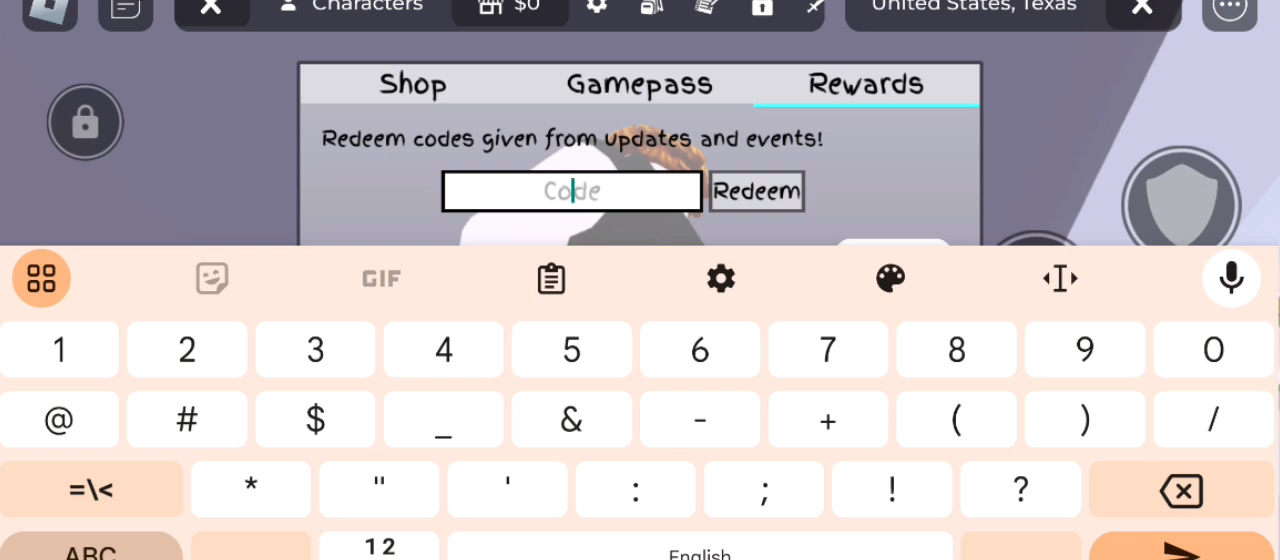 Characters $0 United States, Texas
Shop Gamepass Rewards
Redeem codes given from updates and events!
Code Redeem
GIF
1 2 3 4 5 6 7 8 9 0
@ # $ _ & - + ( ) /
=\< * " ' : ; ! ?
ABC 12 English